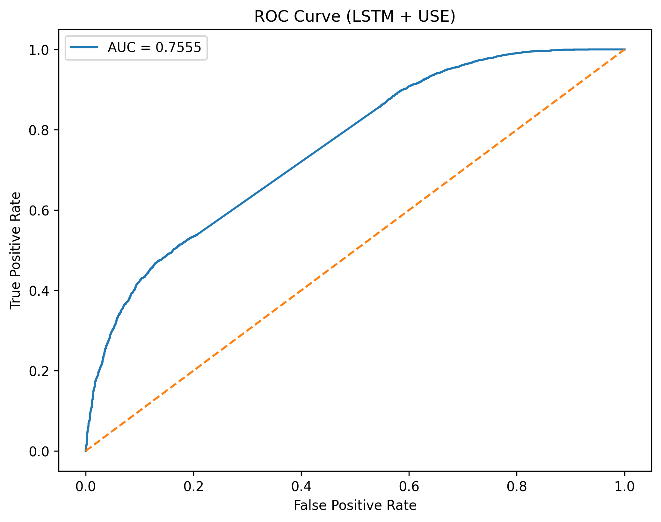 ROC Curve (LSTM + USE)
AUC = 0.7555
True Positive Rate
1.0
0.8
0.6
0.4
0.2
0.0
0.0 0.2 0.4 0.6 0.8 1.0
False Positive Rate